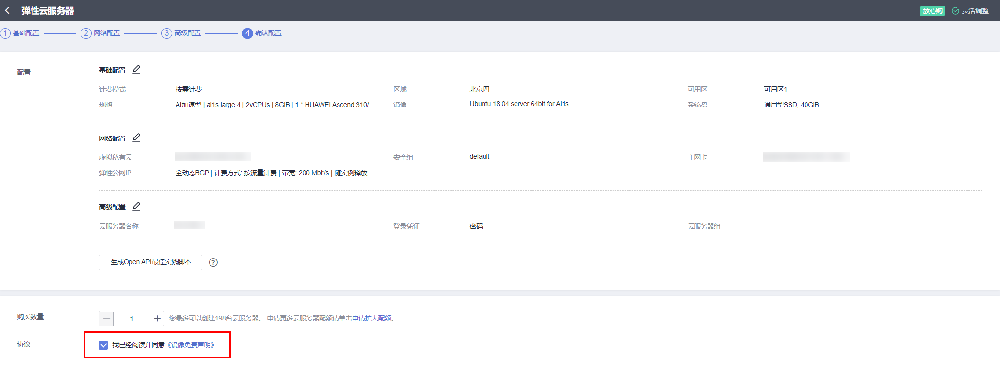 弹性云服务器
放心购 灵活调整
1 基础配置 2 网络配置 3 高级配置 4 确认配置
配置
基础配置
计费模式 按需计费 区域 北京四 可用区 可用区1
规格 AI加速型 | ai1s.large.4 | 2vCPUs | 8GiB | 1 * HUAWEI Ascend 310/... 镜像 Ubuntu 18.04 server 64bit for Ai1s 系统盘 通用型SSD, 40GiB
网络配置
虚拟私有云 安全组 default 主网卡
弹性公网IP 全动态BGP | 计费方式: 按流量计费 | 带宽: 200 Mbit/s | 随实例释放
高级配置
云服务器名称 登录凭证 密码 云服务器组 --
生成Open API最佳实践脚本 ?
购买数量 — 1 + 您最多可以创建198台云服务器。 申请更多云服务器配额请单击申请扩大配额。
协议 我已经阅读并同意《镜像免责声明》